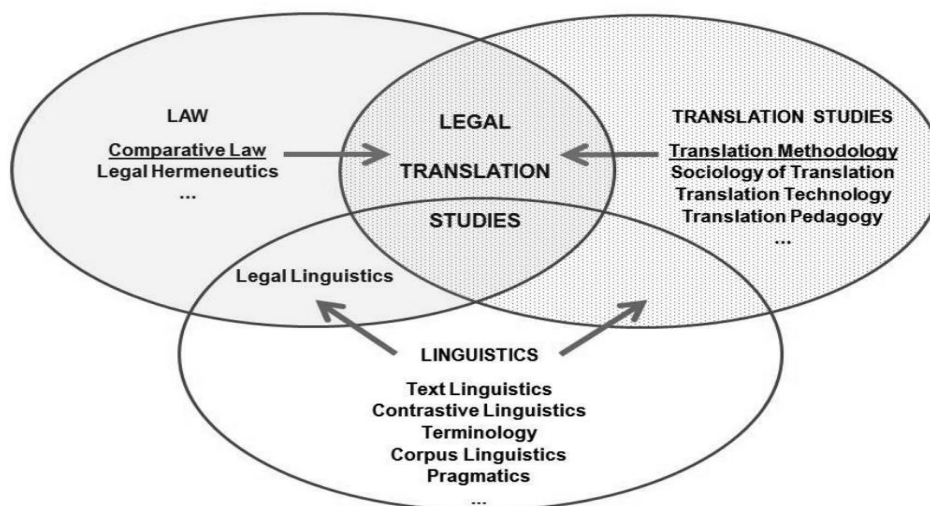 LAW
Comparative Law
Legal Hermeneutics
...
LEGAL
TRANSLATION
STUDIES
TRANSLATION STUDIES
Translation Methodology
Sociology of Translation
Translation Technology
Translation Pedagogy
...
Legal Linguistics
LINGUISTICS
Text Linguistics
Contrastive Linguistics
Terminology
Corpus Linguistics
Pragmatics
...